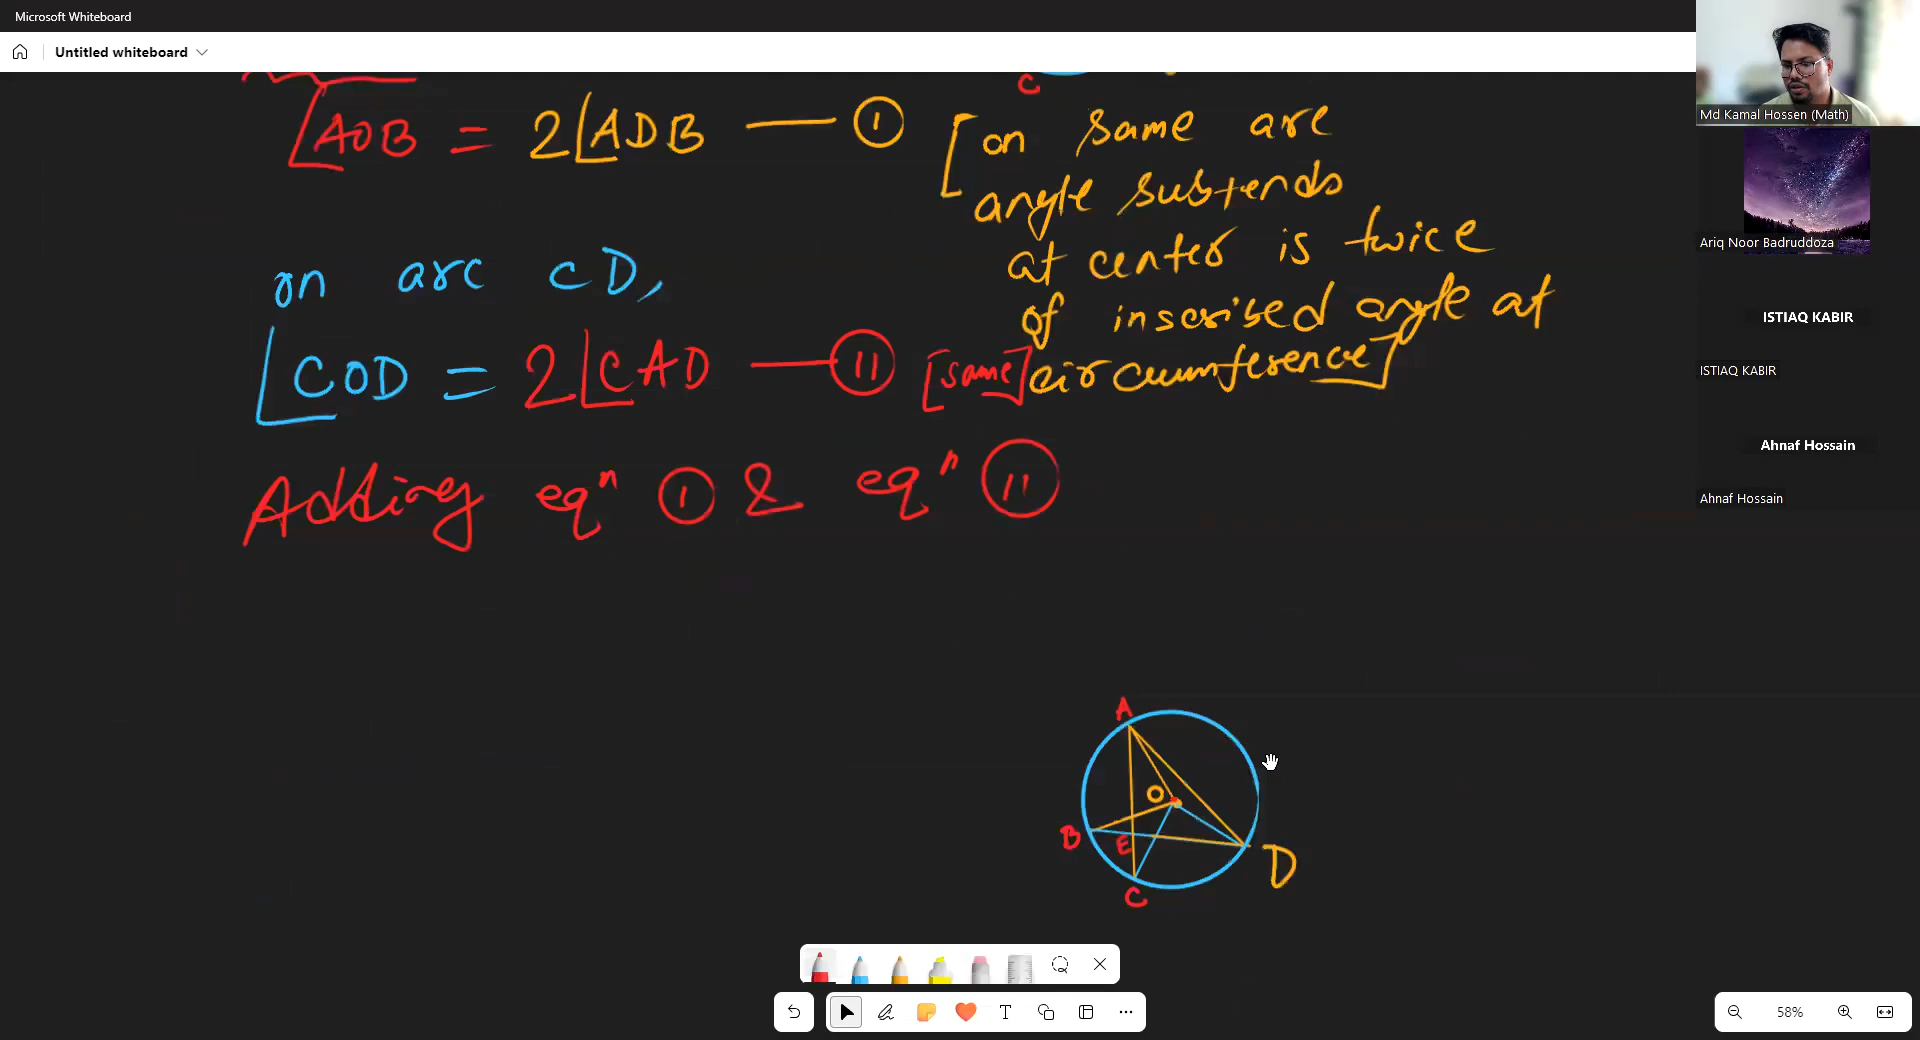 Microsoft Whiteboard
Untitled whiteboard
C
∠AOB = 2∠ADB — ①
[on same arc
angle substends
at center is twice
of inscribed angle at
circumference]
on arc CD,
∠COD = 2∠CAD — ⑪ [same]
Adding eqⁿ ① & eqⁿ ⑪
A
O
B
E
C
D
58%
Md Kamal Hossen (Math)
Ariq Noor Badruddoza
ISTIAQ KABIR
ISTIAQ KABIR
Ahnaf Hossain
Ahnaf Hossain